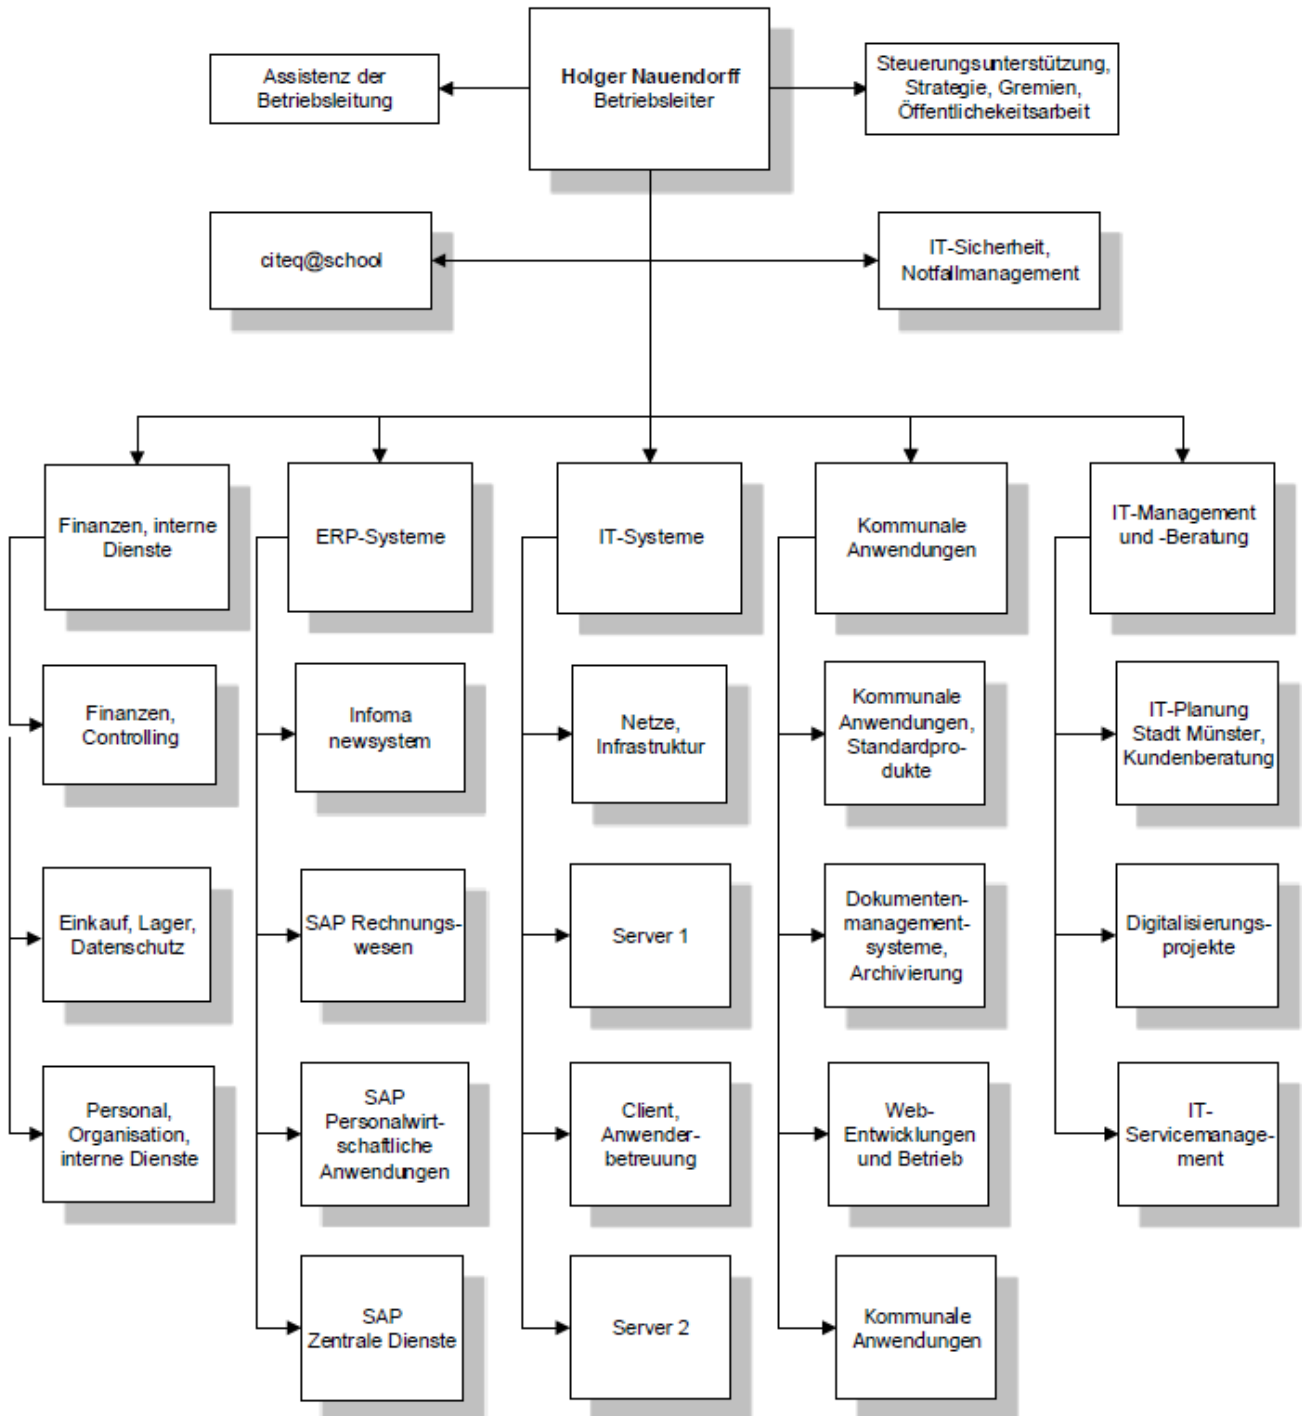 Assistenz der
Betriebsleitung
Holger Nauendorff
Betriebsleiter
Steuerungsunterstützung,
Strategie, Gremien,
Öffentlichekeitsarbeit
citeq@school
IT-Sicherheit,
Notfallmanagement
Finanzen, interne
Dienste
ERP-Systeme
IT-Systeme
Kommunale
Anwendungen
IT-Management
und -Beratung
Finanzen,
Controlling
Infoma
newsystem
Netze,
Infrastruktur
Kommunale
Anwendungen,
Standardpro-
dukte
IT-Planung
Stadt Münster,
Kundenberatung
Einkauf, Lager,
Datenschutz
SAP Rechnungs-
wesen
Server 1
Dokumenten-
management-
systeme,
Archivierung
Digitalisierungs-
projekte
Personal,
Organisation,
interne Dienste
SAP
Personalwirt-
schaftliche
Anwendungen
Client,
Anwender-
betreuung
Web-
Entwicklungen
und Betrieb
IT-
Servicemanage-
ment
SAP
Zentrale Dienste
Server 2
Kommunale
Anwendungen